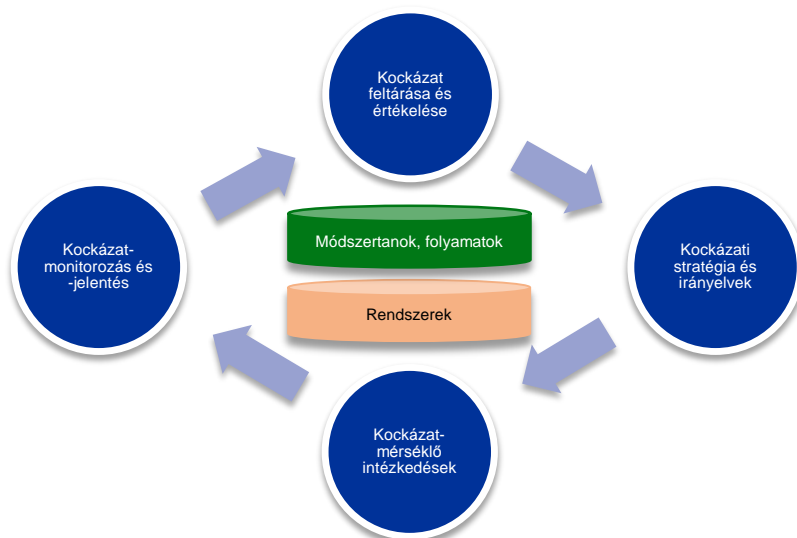 Kockázat
feltárása és
értékelése
Módszertanok, folyamatok
Kockázat-
monitorozás és
-jelentés
Kockázati
stratégia és
irányelvek
Rendszerek
Kockázat-
mérséklő
intézkedések